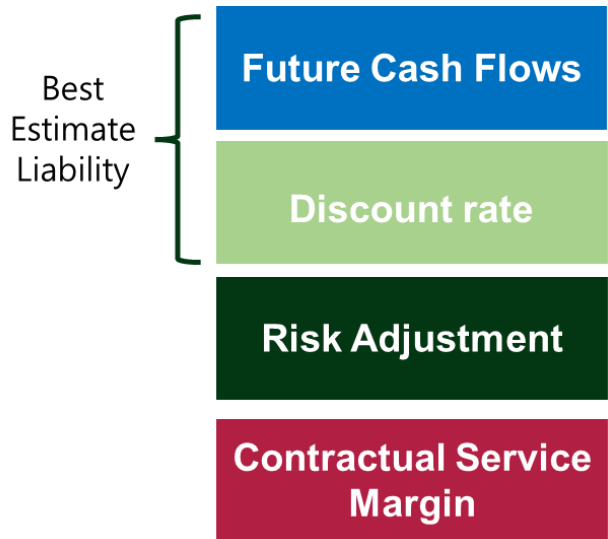 Best
Estimate
Liability
Future Cash Flows
Discount rate
Risk Adjustment
Contractual Service
Margin